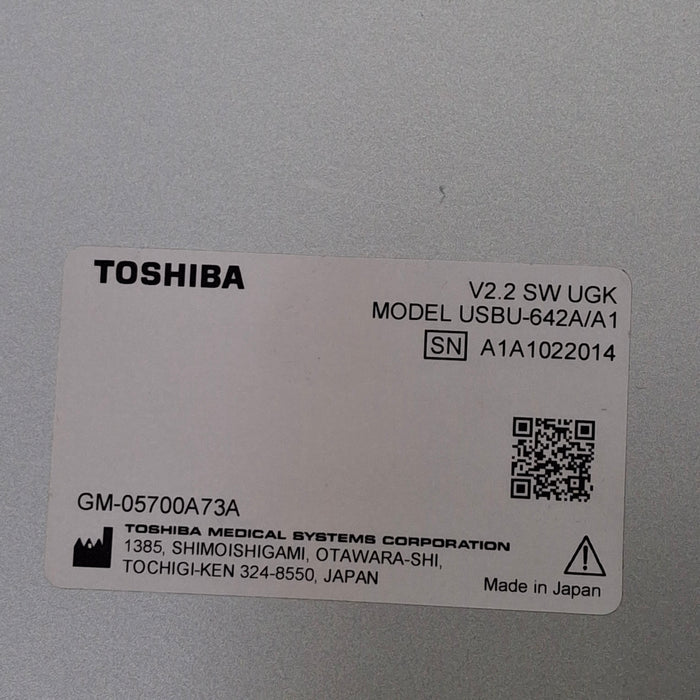 TOSHIBA
V2.2 SW UGK
MODEL USBU-642A/A1
SN A1A1022014
GM-05700A73A
TOSHIBA MEDICAL SYSTEMS CORPORATION
1385, SHIMOISHIGAMI, OTAWARA-SHI,
TOCHIGI-KEN 324-8550, JAPAN
Made in Japan